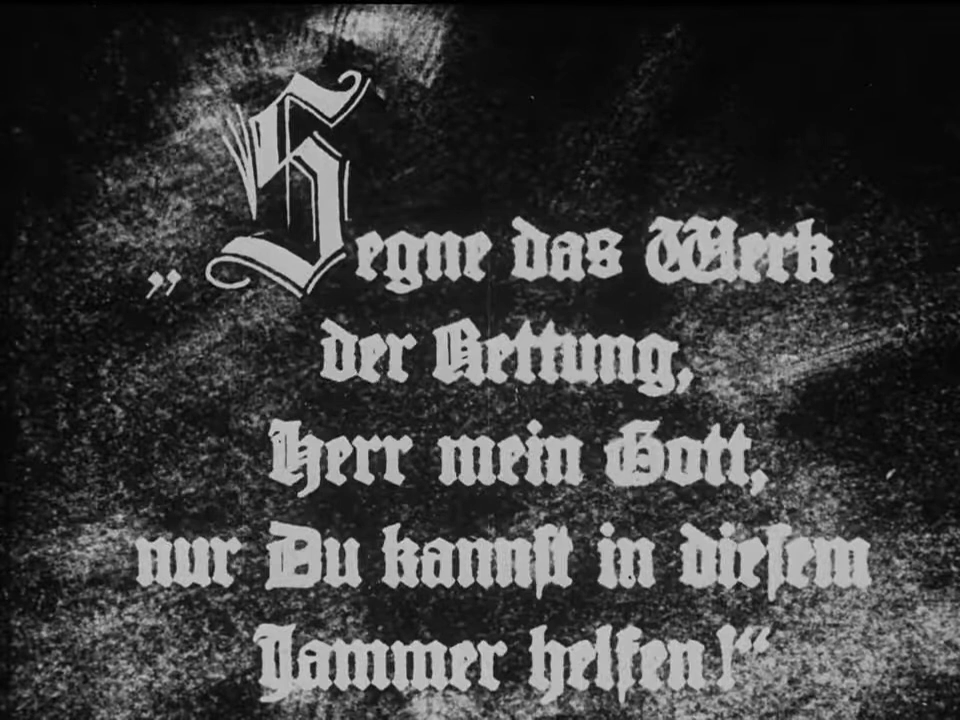 „Segne das Werk
der Rettung,
Herr mein Gott,
nur Du kannſt in dieſem
Jammer helfen!“